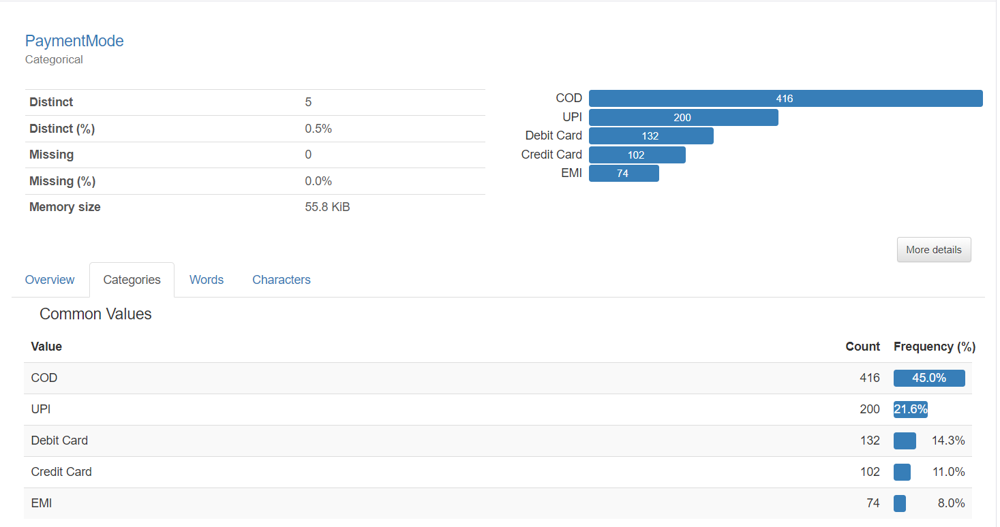 PaymentMode
Categorical
Distinct 5
Distinct (%) 0.5%
Missing 0
Missing (%) 0.0%
Memory size 55.8 KiB
COD 416
UPI 200
Debit Card 132
Credit Card 102
EMI 74
More details
Overview Categories Words Characters
Common Values
Value Count Frequency (%)
COD 416 45.0%
UPI 200 21.6%
Debit Card 132 14.3%
Credit Card 102 11.0%
EMI 74 8.0%